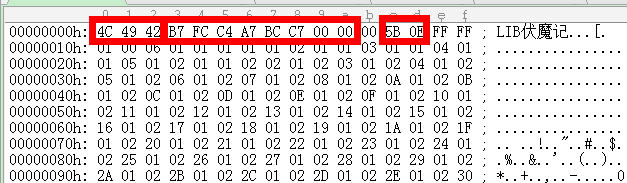 0 1 2 3 4 5 6 7 8 9 a b c d e f
00000000h: 4C 49 42 B7 FC C4 A7 BC C7 00 00 00 5B 0E FF FF ; LIB伏魔记...[.
00000010h: 01 06 01 01 01 01 01 01 02 01 01 03 01 01 04 01 ; ................
00000020h: 01 05 01 02 01 01 02 02 01 02 03 01 02 04 01 02 ; ................
00000030h: 05 01 02 06 01 02 07 01 02 08 01 02 0A 01 02 0B ; ................
00000040h: 01 02 0C 01 02 0D 01 02 0E 01 02 0F 01 02 10 01 ; ................
00000050h: 02 11 01 02 12 01 02 13 01 02 14 01 02 15 01 02 ; ................
00000060h: 16 01 02 17 01 02 18 01 02 19 01 02 1A 01 02 1F ; ................
00000070h: 01 02 20 01 02 21 01 02 22 01 02 23 01 02 24 01 ; .. ..!.."..#..$.
00000080h: 02 25 01 02 26 01 02 27 01 02 28 01 02 29 01 02 ; .%..&..'..(..)..
00000090h: 2A 01 02 2B 01 02 2C 01 02 2D 01 02 2E 01 02 30 ; *..+..,..-.....0